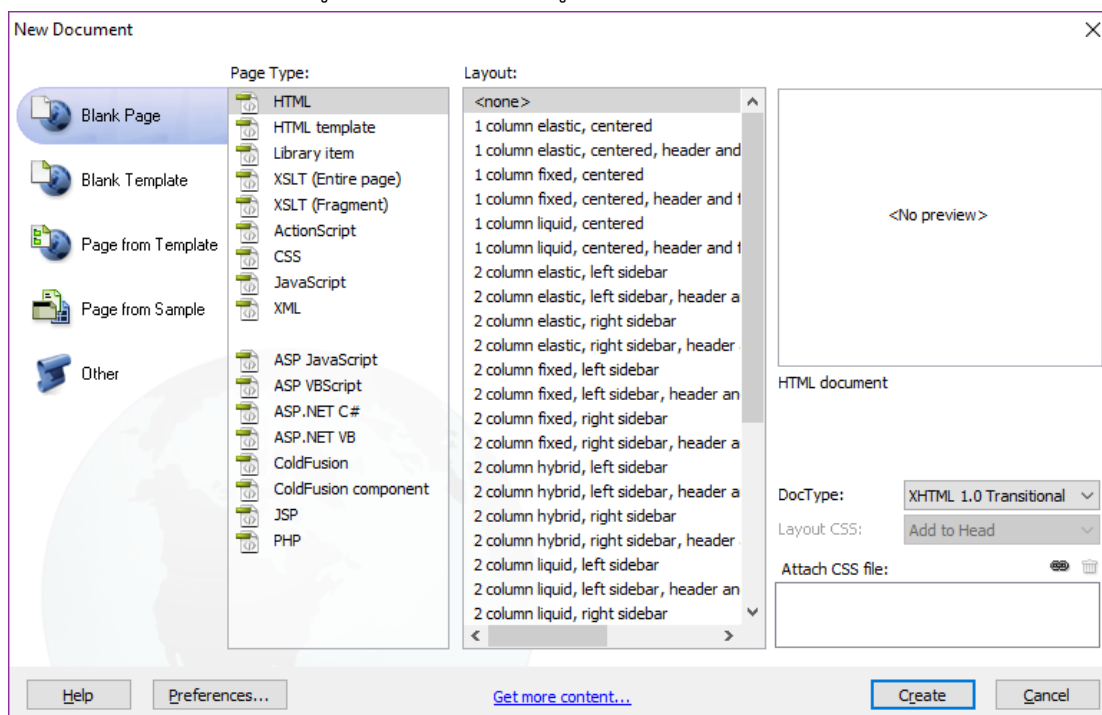 New Document
Page Type:
Layout:
Blank Page
Blank Template
Page from Template
Page from Sample
Other
HTML
HTML template
Library item
XSLT (Entire page)
XSLT (Fragment)
ActionScript
CSS
JavaScript
XML
ASP JavaScript
ASP VBScript
ASP.NET C#
ASP.NET VB
ColdFusion
ColdFusion component
JSP
PHP
<none>
1 column elastic, centered
1 column elastic, centered, header and
1 column fixed, centered
1 column fixed, centered, header and
1 column liquid, centered
1 column liquid, centered, header and
2 column elastic, left sidebar
2 column elastic, left sidebar, header a
2 column elastic, right sidebar
2 column elastic, right sidebar, header
2 column fixed, left sidebar
2 column fixed, left sidebar, header an
2 column fixed, right sidebar
2 column fixed, right sidebar, header a
2 column hybrid, left sidebar
2 column hybrid, left sidebar, header a
2 column hybrid, right sidebar
2 column hybrid, right sidebar, header
2 column liquid, left sidebar
2 column liquid, left sidebar, header an
2 column liquid, right sidebar
<No preview>
HTML document
DocType:
XHTML 1.0 Transitional
Layout CSS:
Add to Head
Attach CSS file:
Help
Preferences...
Get more content...
Create
Cancel